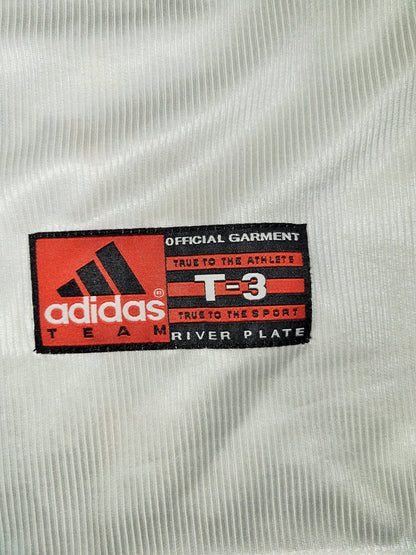 adidas
TEAM
OFFICIAL GARMENT
TRUE TO THE ATHLETE
T-3
TRUE TO THE SPORT
RIVER PLATE